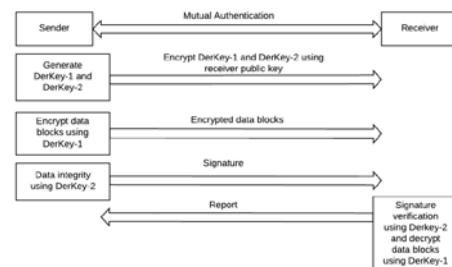 Mutual Authentication
Sender
Receiver
Generate
DerKey-1 and
DerKey-2
Encrypt DerKey-1 and DerKey-2 using
receiver public key
Encrypt data
blocks using
DerKey-1
Encrypted data blocks
Data integrity
using DerKey-2
Signature
Report
Signature
verification
using Derkey-2
and decrypt
data blocks
using DerKey-1